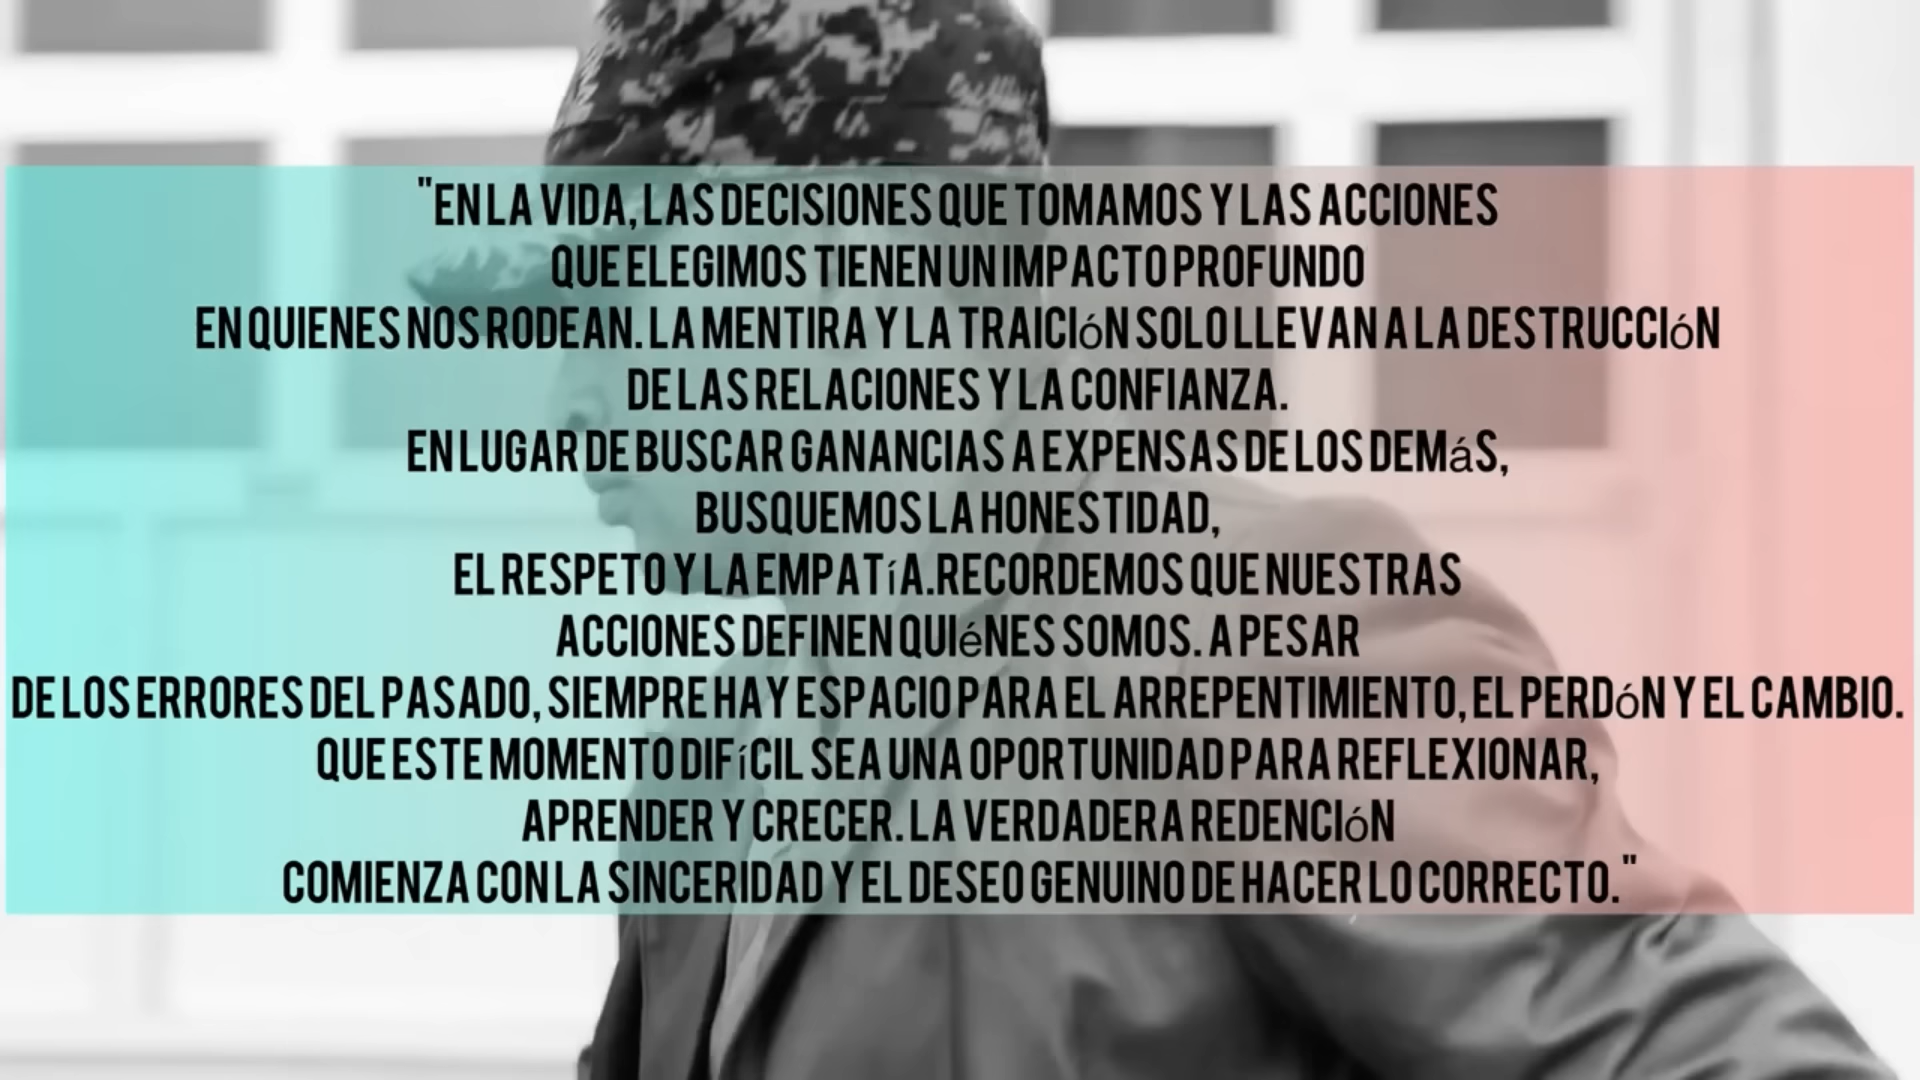 "EN LA VIDA, LAS DECISIONES QUE TOMAMOS Y LAS ACCIONES
QUE ELEGIMOS TIENEN UN IMPACTO PROFUNDO
EN QUIENES NOS RODEAN. LA MENTIRA Y LA TRAICIÓN SOLO LLEVAN A LA DESTRUCCIÓN
DE LAS RELACIONES Y LA CONFIANZA.
EN LUGAR DE BUSCAR GANANCIAS A EXPENSAS DE LOS DEMÁS,
BUSQUEMOS LA HONESTIDAD,
EL RESPETO Y LA EMPATÍA.RECORDEMOS QUE NUESTRAS
ACCIONES DEFINEN QUIÉNES SOMOS. A PESAR
DE LOS ERRORES DEL PASADO, SIEMPRE HAY ESPACIO PARA EL ARREPENTIMIENTO, EL PERDÓN Y EL CAMBIO.
QUE ESTE MOMENTO DIFÍCIL SEA UNA OPORTUNIDAD PARA REFLEXIONAR,
APRENDER Y CRECER. LA VERDADERA REDENCIÓN
COMIENZA CON LA SINCERIDAD Y EL DESEO GENUINO DE HACER LO CORRECTO."